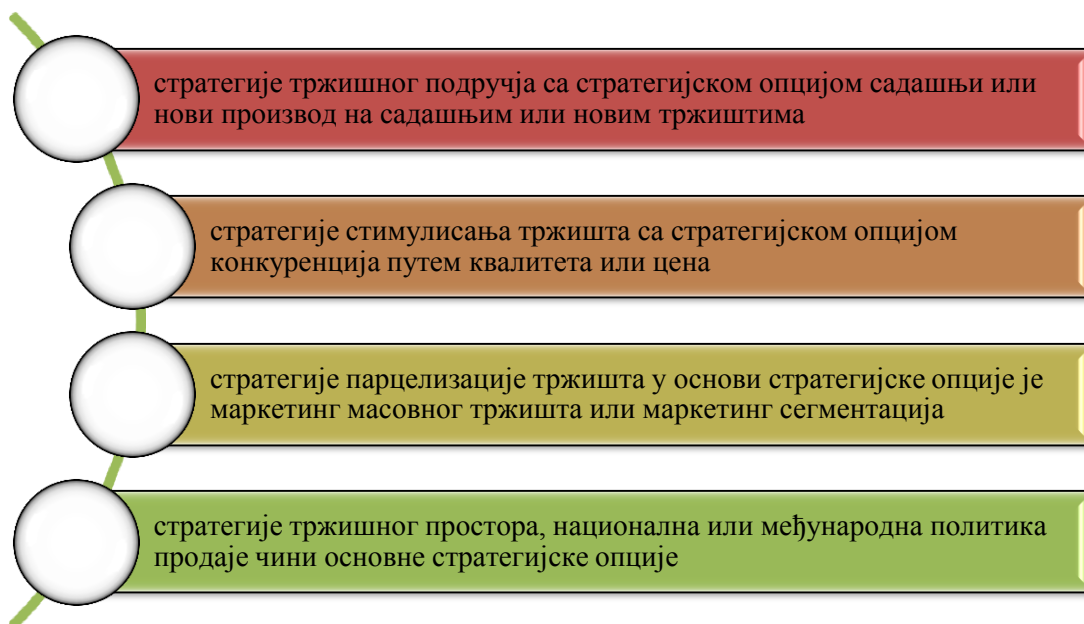 стратегије тржишног подручја са стратегијском опцијом садашњи или
нови производ на садашњим или новим тржиштима
стратегије стимулисања тржишта са стратегијском опцијом
конкуренција путем квалитета или цена
стратегије парцелизације тржишта у основи стратегијске опције је
маркетинг масовног тржишта или маркетинг сегментација
стратегије тржишног простора, национална или међународна политика
продаје чини основне стратегијске опције